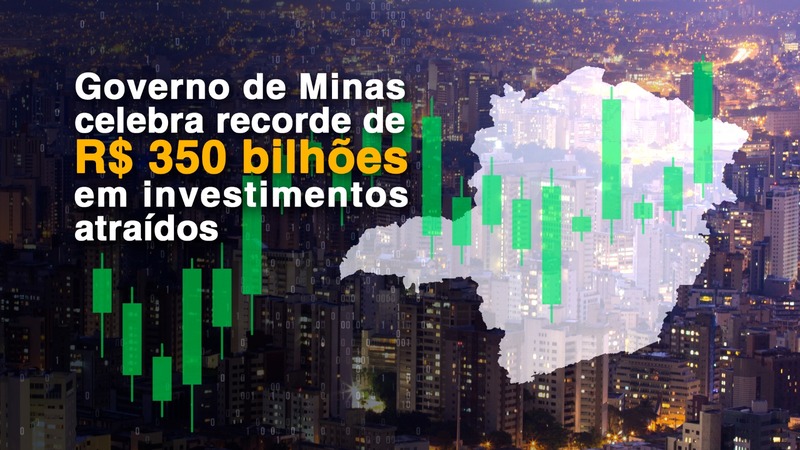 Governo de Minas
celebra recorde de
R$ 350 bilhões
em investimentos
atraídos